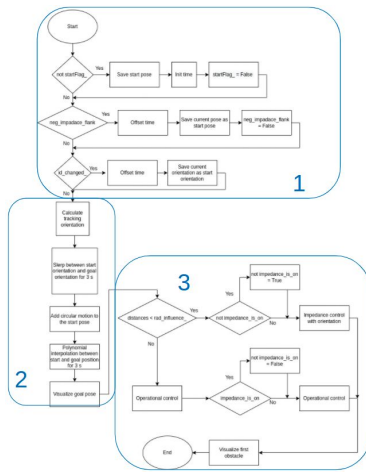 Start
not startFlag_
Yes
Save start pose
Init time
startFlag_ = False
No
neg_impadace_flank
Yes
Offset time
Save current pose as
start pose
neg_impadace_flank
= False
No
id_changed_
Yes
Offset time
Save current
orientation as start
orientation
No
1
Calculate
tracking
orientation
Slerp between start
orientation and goal
orientation for 3 s
Add circular motion to
the start pose
Polynomial
interpolation between
start and goal position
for 3 s
Visualize goal pose
2
3
distances < rad_influence_
Yes
not impedance_is_on
Yes
not impedance_is_on
= True
No
Impedance control
with orientation
No
Operational control
impedance_is_on
Yes
not impedance_is_on
= False
No
Operational control
Visualize first
obstacle
End